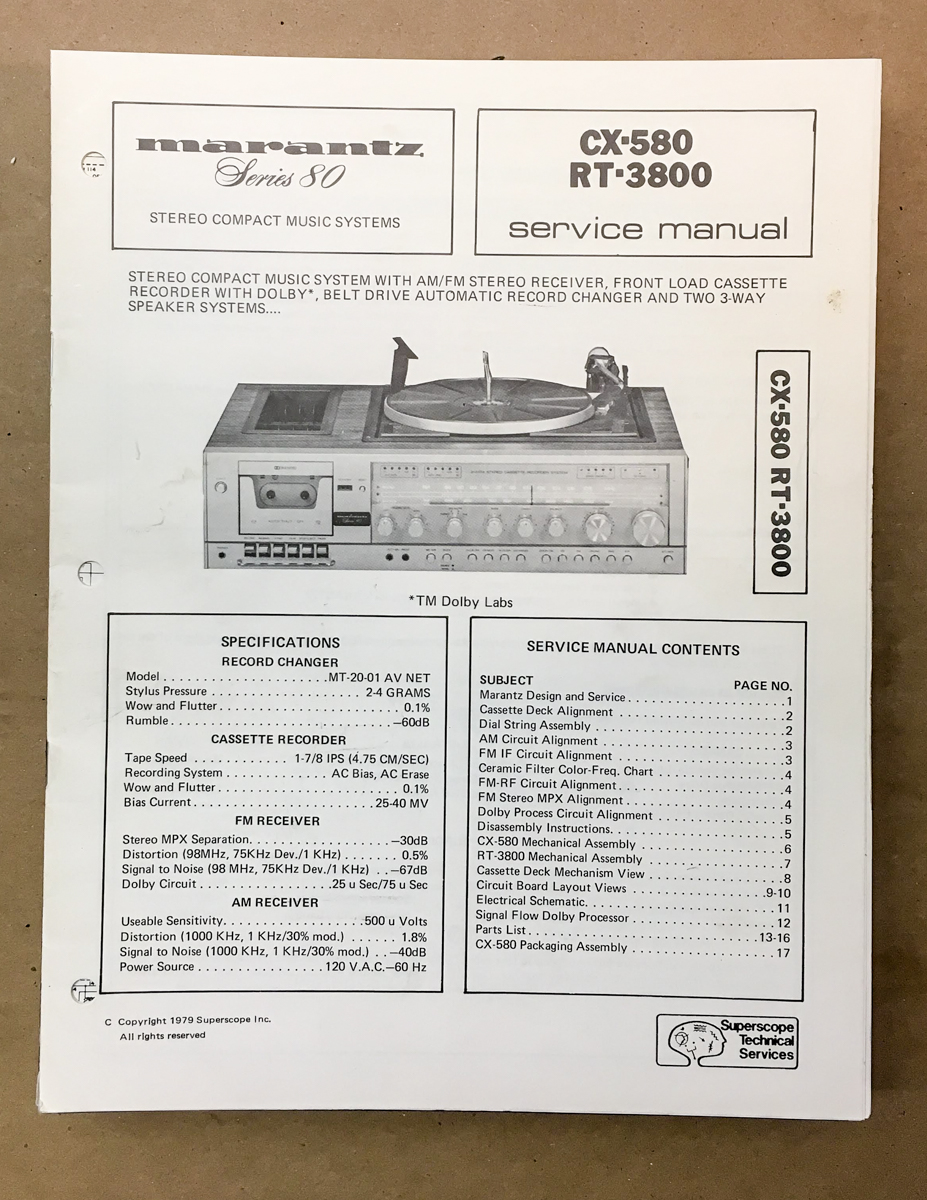 marantz
Series 80
STEREO COMPACT MUSIC SYSTEMS
CX-580
RT-3800
service manual
STEREO COMPACT MUSIC SYSTEM WITH AM/FM STEREO RECEIVER, FRONT LOAD CASSETTE
RECORDER WITH DOLBY*, BELT DRIVE AUTOMATIC RECORD CHANGER AND TWO 3-WAY
SPEAKER SYSTEMS....
CX-580 RT-3800
*TM Dolby Labs
SPECIFICATIONS
RECORD CHANGER
Model . . . . . . . . . . . . . . . . . . . . .MT-20-01 AV NET
Stylus Pressure . . . . . . . . . . . . . . . . . . . 2-4 GRAMS
Wow and Flutter . . . . . . . . . . . . . . . . . . . . . . . 0.1%
Rumble . . . . . . . . . . . . . . . . . . . . . . . . . . . . —60dB
CASSETTE RECORDER
Tape Speed . . . . . . . . . . . . 1-7/8 IPS (4.75 CM/SEC)
Recording System . . . . . . . . . . . . . AC Bias, AC Erase
Wow and Flutter . . . . . . . . . . . . . . . . . . . . . . . 0.1%
Bias Current . . . . . . . . . . . . . . . . . . . . . . .25-40 MV
FM RECEIVER
Stereo MPX Separation. . . . . . . . . . . . . . . . . . —30dB
Distortion (98MHz, 75KHz Dev./1 KHz) . . . . . . . 0.5%
Signal to Noise (98 MHz, 75KHz Dev./1 KHz) . . —67dB
Dolby Circuit . . . . . . . . . . . . . . . . .25 u Sec/75 u Sec
AM RECEIVER
Useable Sensitivity. . . . . . . . . . . . . . . . . .500 u Volts
Distortion (1000 KHz, 1 KHz/30% mod.) . . . . . . 1.8%
Signal to Noise (1000 KHz, 1 KHz/30% mod.) . . —40dB
Power Source . . . . . . . . . . . . . . . . 120 V.A.C.—60 Hz
SERVICE MANUAL CONTENTS
SUBJECT PAGE NO.
Marantz Design and Service . . . . . . . . . . . . . . . . . . . . 1
Cassette Deck Alignment . . . . . . . . . . . . . . . . . . . . . . 2
Dial String Assembly . . . . . . . . . . . . . . . . . . . . . . . . . 2
AM Circuit Alignment . . . . . . . . . . . . . . . . . . . . . . . . 3
FM IF Circuit Alignment . . . . . . . . . . . . . . . . . . . . . . 3
Ceramic Filter Color-Freq. Chart . . . . . . . . . . . . . . . . . 4
FM-RF Circuit Alignment . . . . . . . . . . . . . . . . . . . . . . 4
FM Stereo MPX Alignment . . . . . . . . . . . . . . . . . . . . . 4
Dolby Process Circuit Alignment . . . . . . . . . . . . . . . . . 5
Disassembly Instructions. . . . . . . . . . . . . . . . . . . . . . . 5
CX-580 Mechanical Assembly . . . . . . . . . . . . . . . . . . . 6
RT-3800 Mechanical Assembly . . . . . . . . . . . . . . . . . . 7
Cassette Deck Mechanism View . . . . . . . . . . . . . . . . . . 8
Circuit Board Layout Views . . . . . . . . . . . . . . . . . . .9-10
Electrical Schematic. . . . . . . . . . . . . . . . . . . . . . . . . 11
Signal Flow Dolby Processor . . . . . . . . . . . . . . . . . . . 12
Parts List . . . . . . . . . . . . . . . . . . . . . . . . . . . . . .13-16
CX-580 Packaging Assembly . . . . . . . . . . . . . . . . . . . 17
C Copyright 1979 Superscope Inc.
All rights reserved
Superscope
Technical
Services